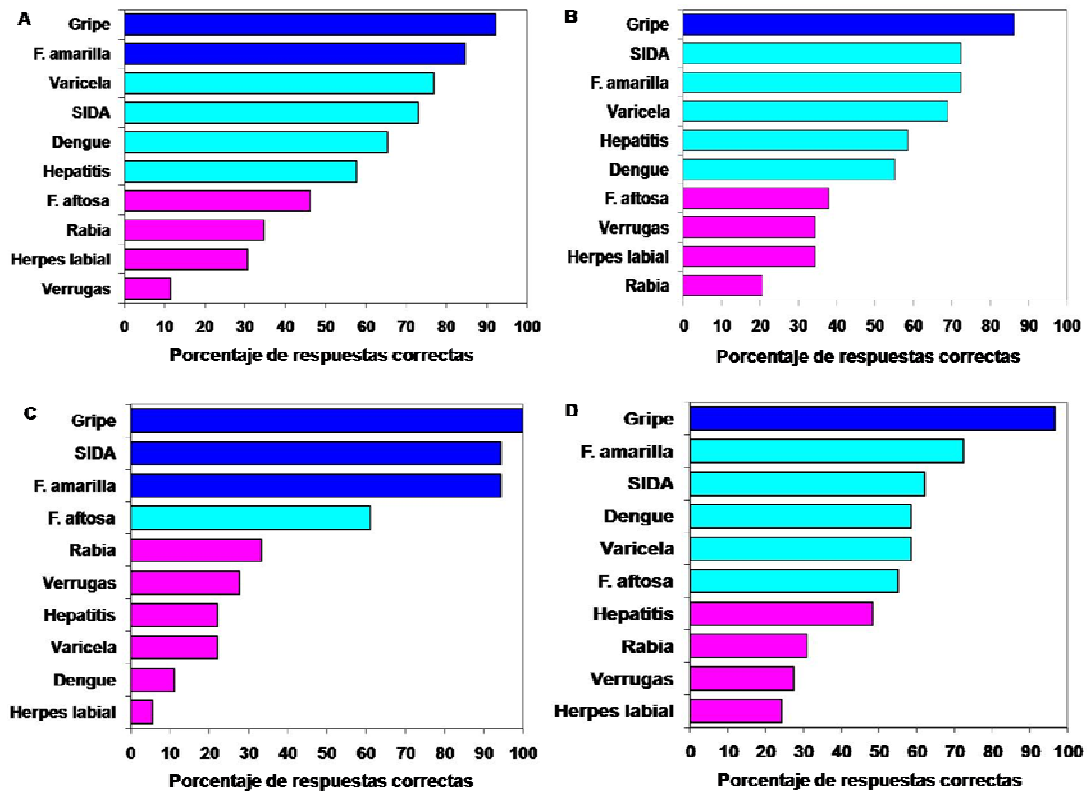 A
Gripe
F. amarilla
Varicela
SIDA
Dengue
Hepatitis
F. aftosa
Rabia
Herpes labial
Verrugas
0 10 20 30 40 50 60 70 80 90 100
Porcentaje de respuestas correctas
B
Gripe
SIDA
F. amarilla
Varicela
Hepatitis
Dengue
F. aftosa
Verrugas
Herpes labial
Rabia
0 10 20 30 40 50 60 70 80 90 100
Porcentaje de respuestas correctas
C
Gripe
SIDA
F. amarilla
F. aftosa
Rabia
Verrugas
Hepatitis
Varicela
Dengue
Herpes labial
0 10 20 30 40 50 60 70 80 90 100
Porcentaje de respuestas correctas
D
Gripe
F. amarilla
SIDA
Dengue
Varicela
F. aftosa
Hepatitis
Rabia
Verrugas
Herpes labial
0 10 20 30 40 50 60 70 80 90 100
Porcentaje de respuestas correctas